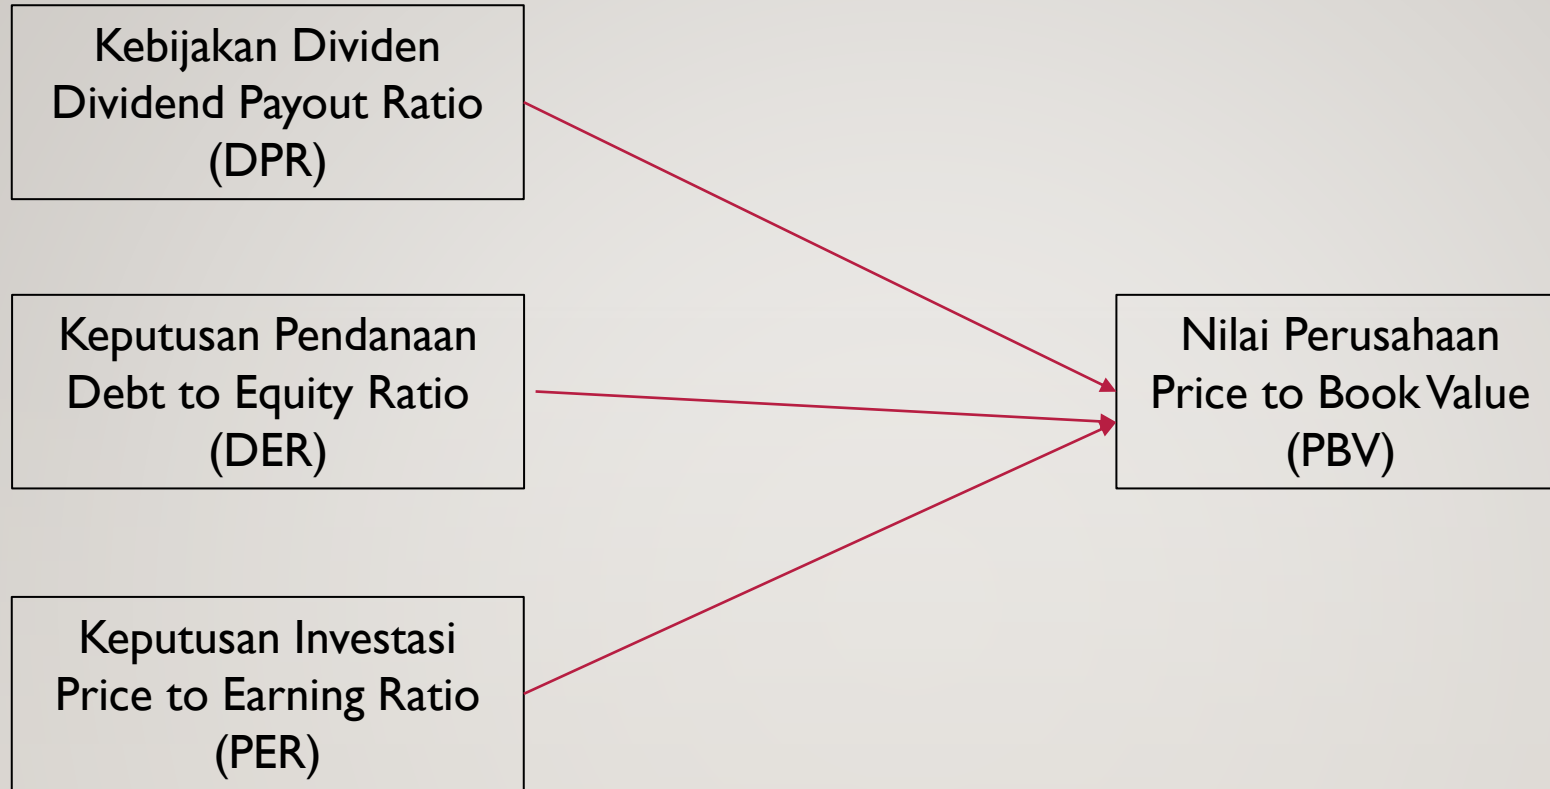 Kebijakan Dividen
Dividend Payout Ratio
(DPR)
Keputusan Pendanaan
Debt to Equity Ratio
(DER)
Keputusan Investasi
Price to Earning Ratio
(PER)
Nilai Perusahaan
Price to Book Value
(PBV)